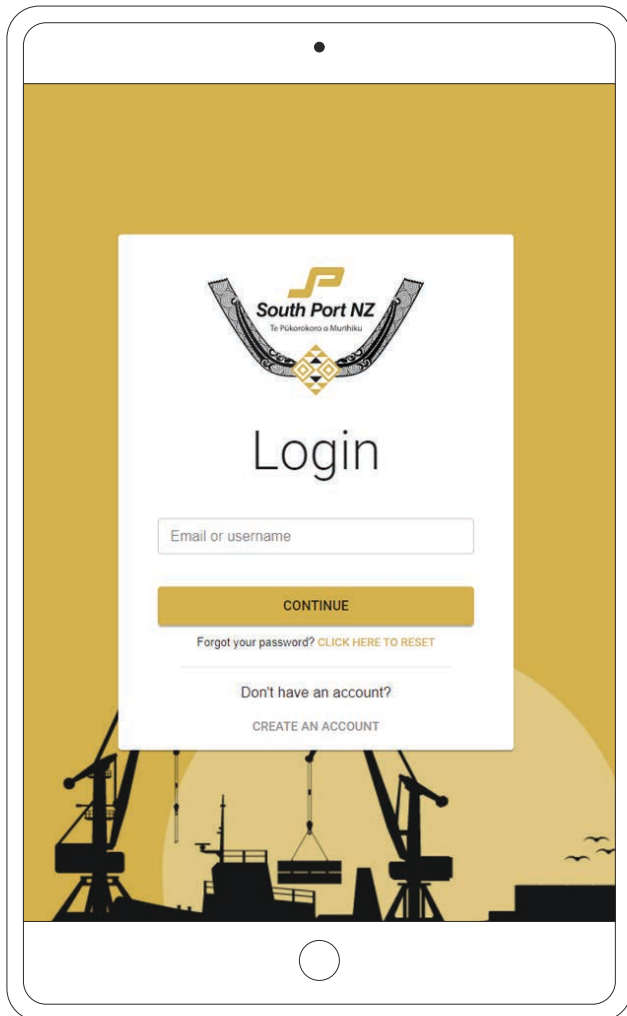 South Port NZ
Te Pūkorokoro o Murihiku
Login
Email or username
CONTINUE
Forgot your password? CLICK HERE TO RESET
Don't have an account?
CREATE AN ACCOUNT